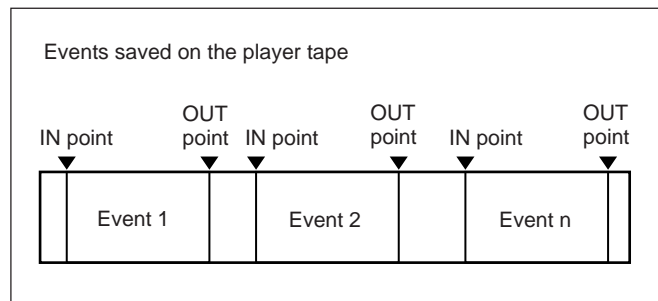 Events saved on the player tape
OUT OUT OUT
IN point point IN point point IN point point
Event 1 Event 2 Event n